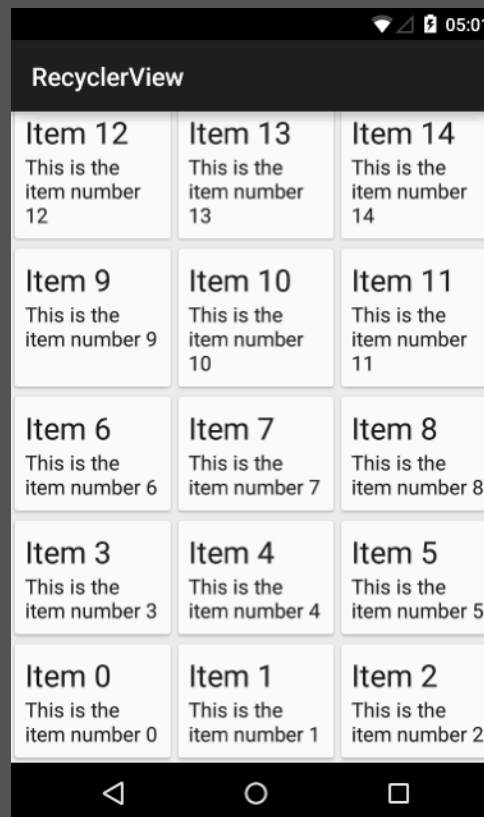 05:01
RecyclerView
Item 12
This is the
item number
12
Item 13
This is the
item number
13
Item 14
This is the
item number
14
Item 9
This is the
item number 9
Item 10
This is the
item number
10
Item 11
This is the
item number
11
Item 6
This is the
item number 6
Item 7
This is the
item number 7
Item 8
This is the
item number 8
Item 3
This is the
item number 3
Item 4
This is the
item number 4
Item 5
This is the
item number 5
Item 0
This is the
item number 0
Item 1
This is the
item number 1
Item 2
This is the
item number 2